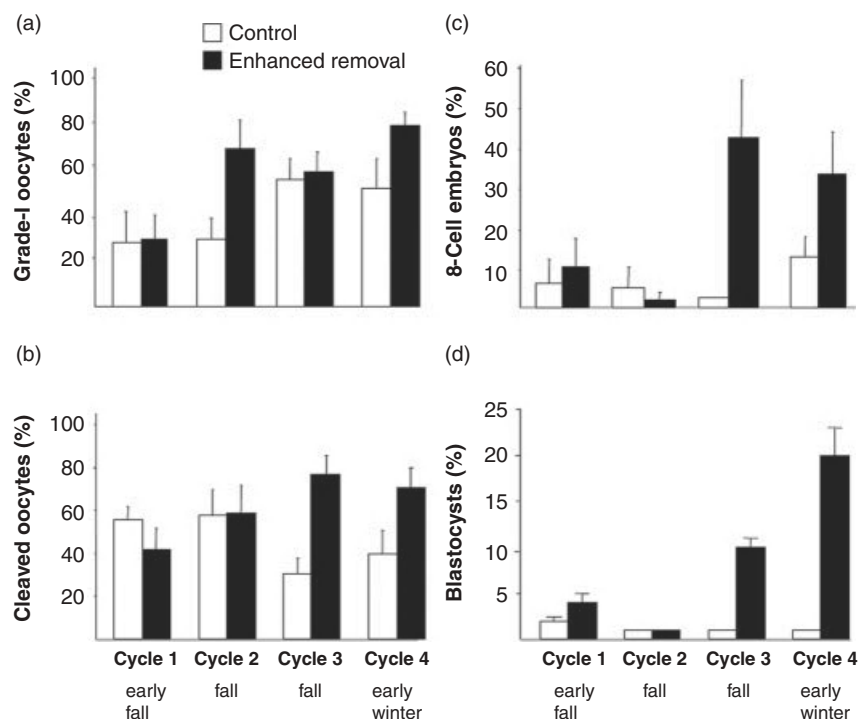 (a)
Control
Enhanced removal
Grade-I oocytes (%)
100
80
60
40
20
(c)
8-Cell embryos (%)
60
50
40
30
20
10
(b)
Cleaved oocytes (%)
100
80
60
40
20
Cycle 1 Cycle 2 Cycle 3 Cycle 4
early fall fall early
fall winter
(d)
Blastocysts (%)
25
20
15
10
5
Cycle 1 Cycle 2 Cycle 3 Cycle 4
early fall fall early
fall winter